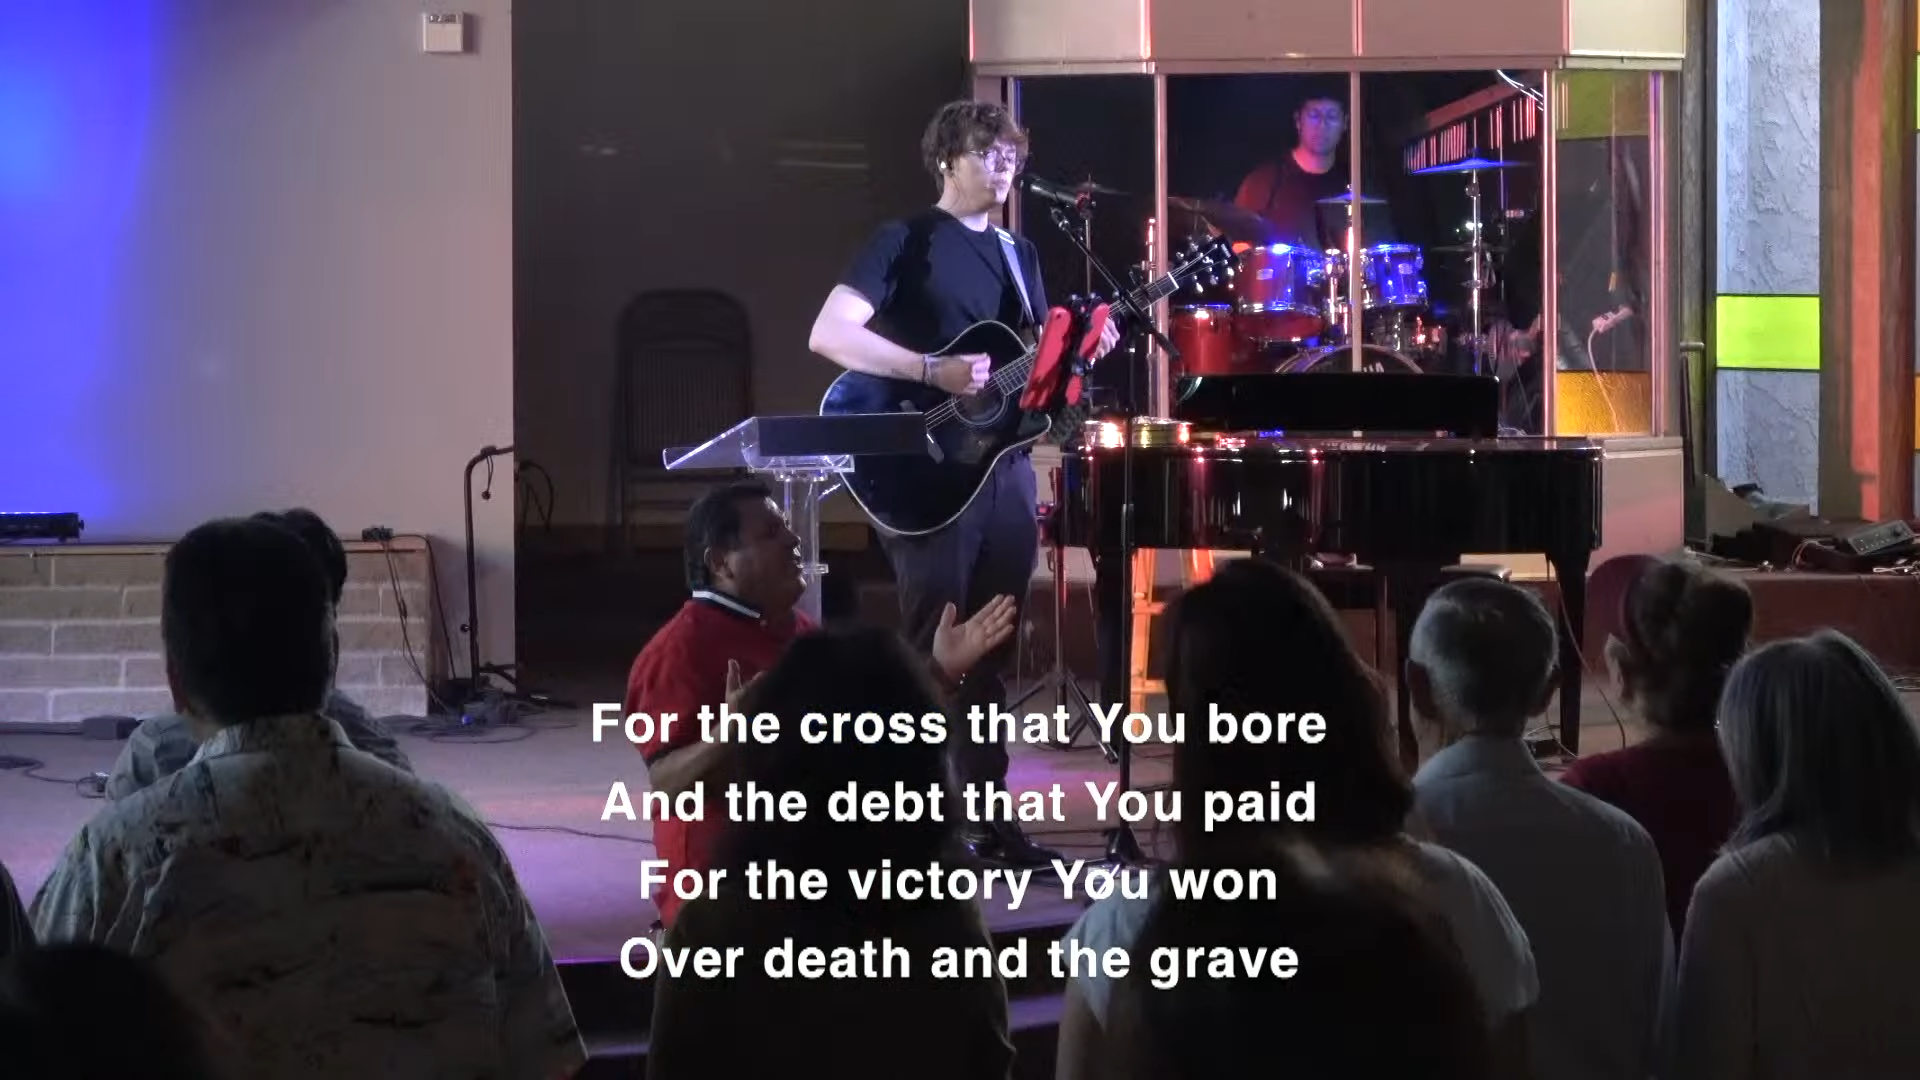 For the cross that You bore
And the debt that You paid
For the victory You won
Over death and the grave